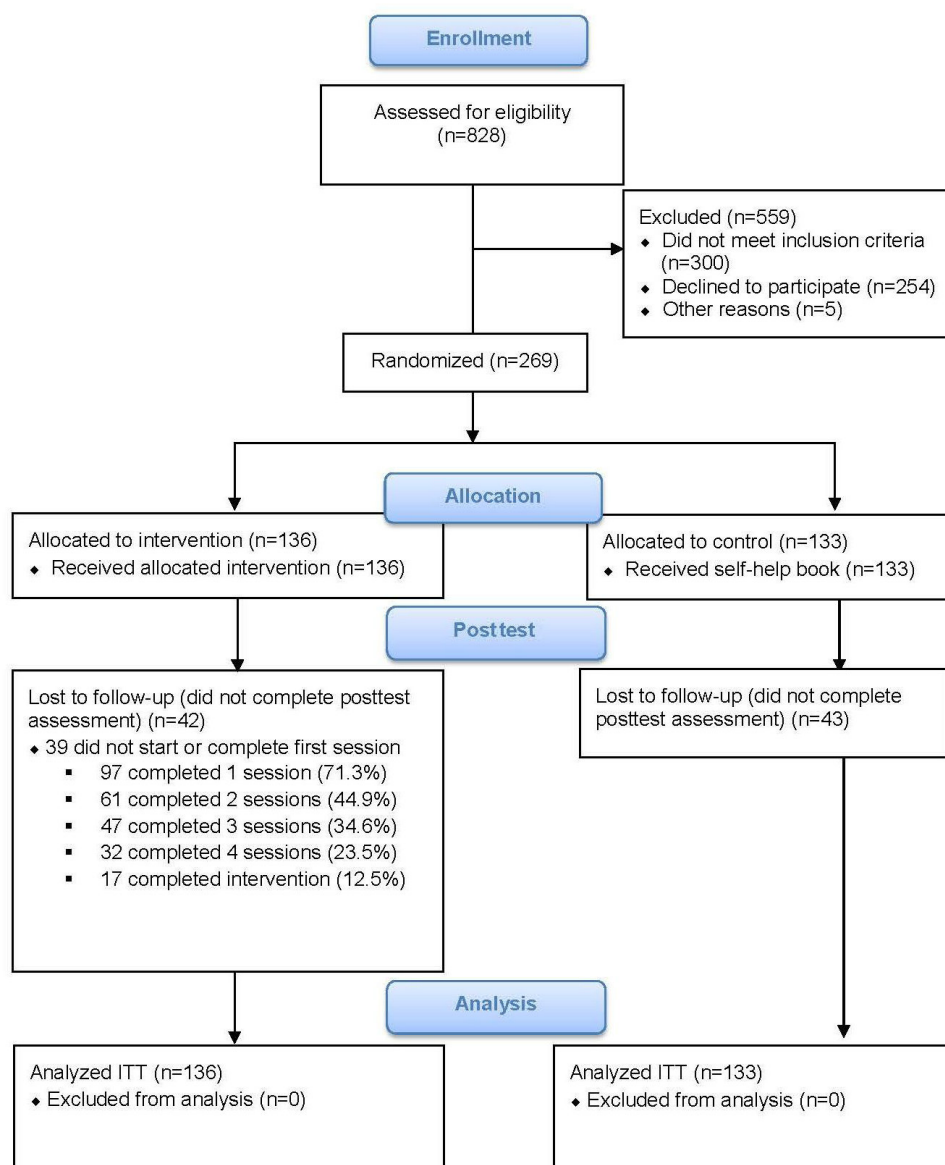 Enrollment
Assessed for eligibility
(n=828)
Excluded (n=559)
◆ Did not meet inclusion criteria
(n=300)
◆ Declined to participate (n=254)
◆ Other reasons (n=5)
Randomized (n=269)
Allocation
Allocated to intervention (n=136)
◆ Received allocated intervention (n=136)
Allocated to control (n=133)
◆ Received self-help book (n=133)
Posttest
Lost to follow-up (did not complete posttest
assessment) (n=42)
◆ 39 did not start or complete first session
▪ 97 completed 1 session (71.3%)
▪ 61 completed 2 sessions (44.9%)
▪ 47 completed 3 sessions (34.6%)
▪ 32 completed 4 sessions (23.5%)
▪ 17 completed intervention (12.5%)
Lost to follow-up (did not complete
posttest assessment) (n=43)
Analysis
Analyzed ITT (n=136)
◆ Excluded from analysis (n=0)
Analyzed ITT (n=133)
◆ Excluded from analysis (n=0)